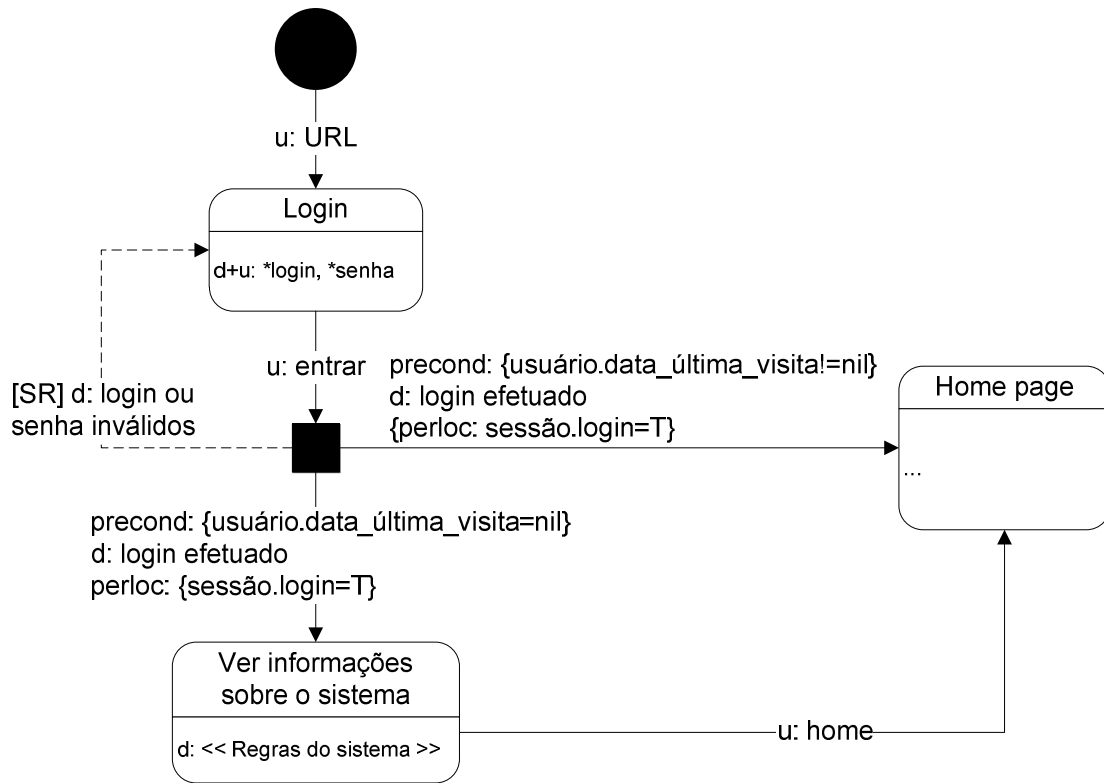 u: URL
Login
d+u: *login, *senha
u: entrar
[SR] d: login ou
senha inválidos
precond: {usuário.data_última_visita!=nil}
d: login efetuado
{perloc: sessão.login=T}
Home page
...
precond: {usuário.data_última_visita=nil}
d: login efetuado
perloc: {sessão.login=T}
Ver informações
sobre o sistema
d: << Regras do sistema >>
u: home